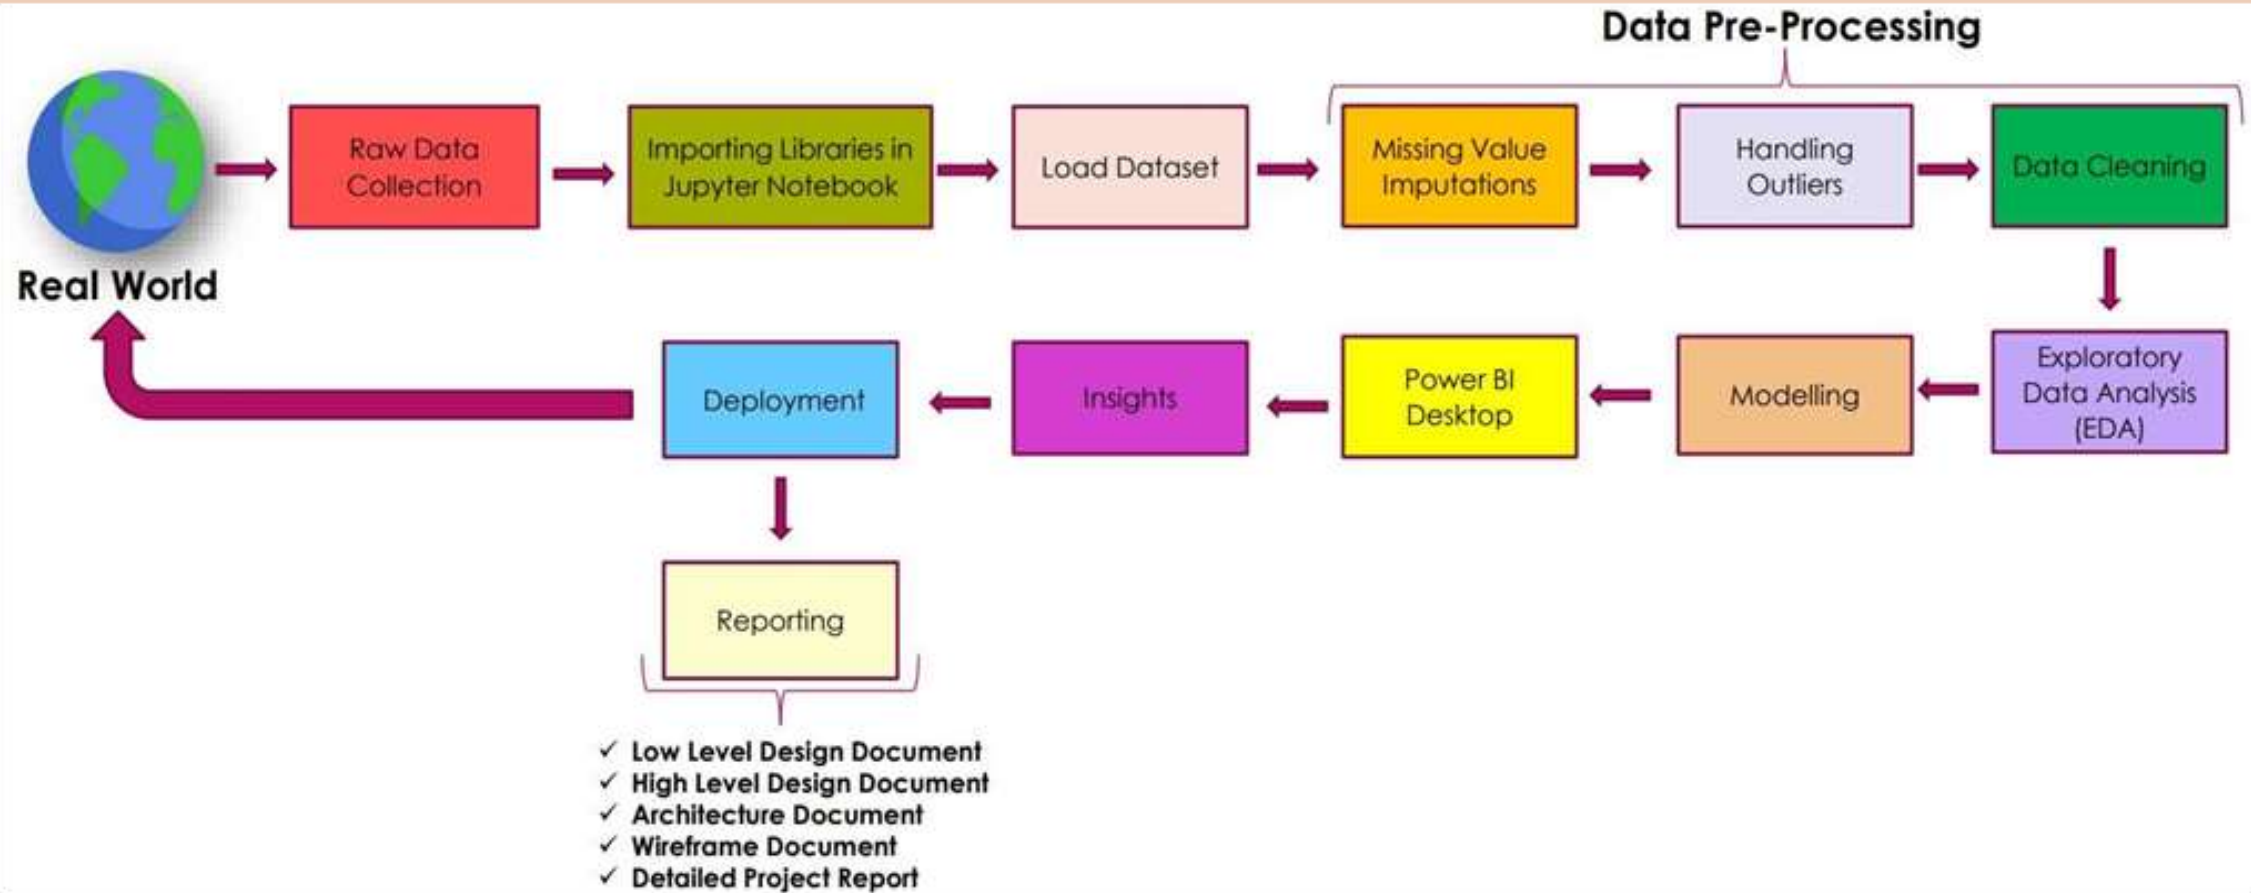 Data Pre-Processing
Raw Data
Collection
Importing Libraries in
Jupyter Notebook
Load Dataset
Missing Value
Imputations
Handling
Outliers
Data Cleaning
Real World
Deployment
Insights
Power BI
Desktop
Modelling
Exploratory
Data Analysis
(EDA)
Reporting
✓ Low Level Design Document
✓ High Level Design Document
✓ Architecture Document
✓ Wireframe Document
✓ Detailed Project Report